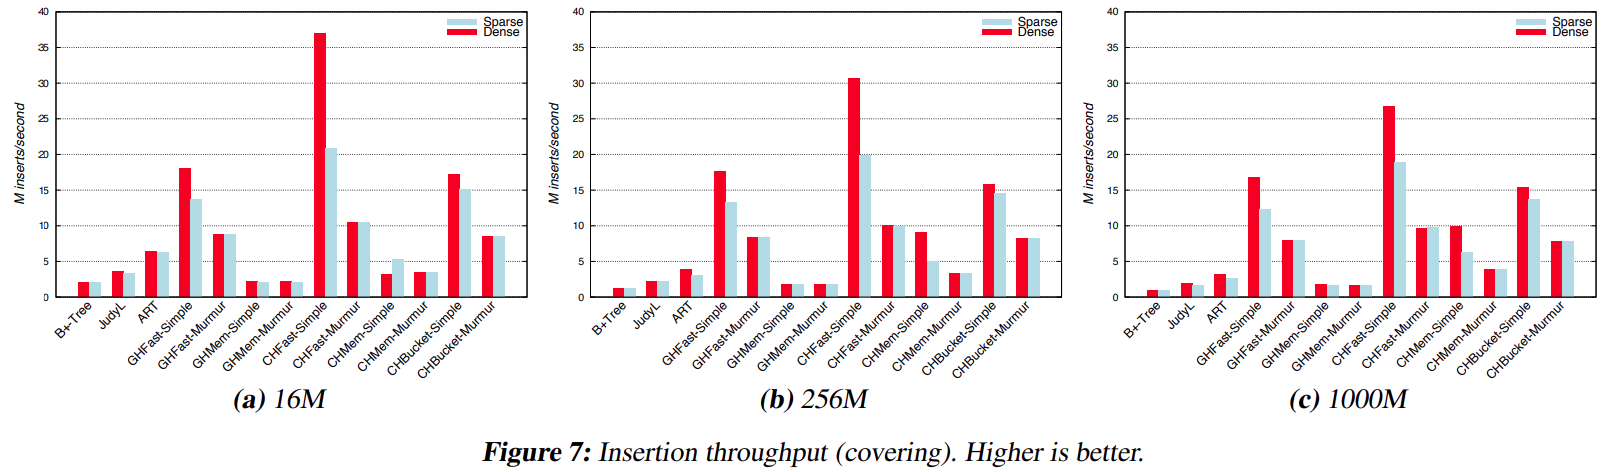 40
35
30
25
20
15
10
5
0
M inserts/second
Sparse
Dense
B+-Tree
JudyL
ART
GHFast-Simple
GHFast-Murmur
GHMem-Simple
GHMem-Murmur
CHFast-Simple
CHFast-Murmur
CHMem-Simple
CHMem-Murmur
CHBucket-Simple
CHBucket-Murmur
(a) 16M
40
35
30
25
20
15
10
5
0
M inserts/second
Sparse
Dense
B+-Tree
JudyL
ART
GHFast-Simple
GHFast-Murmur
GHMem-Simple
GHMem-Murmur
CHFast-Simple
CHFast-Murmur
CHMem-Simple
CHMem-Murmur
CHBucket-Simple
CHBucket-Murmur
(b) 256M
40
35
30
25
20
15
10
5
0
M inserts/second
Sparse
Dense
B+-Tree
JudyL
ART
GHFast-Simple
GHFast-Murmur
GHMem-Simple
GHMem-Murmur
CHFast-Simple
CHFast-Murmur
CHMem-Simple
CHMem-Murmur
CHBucket-Simple
CHBucket-Murmur
(c) 1000M
Figure 7: Insertion throughput (covering). Higher is better.